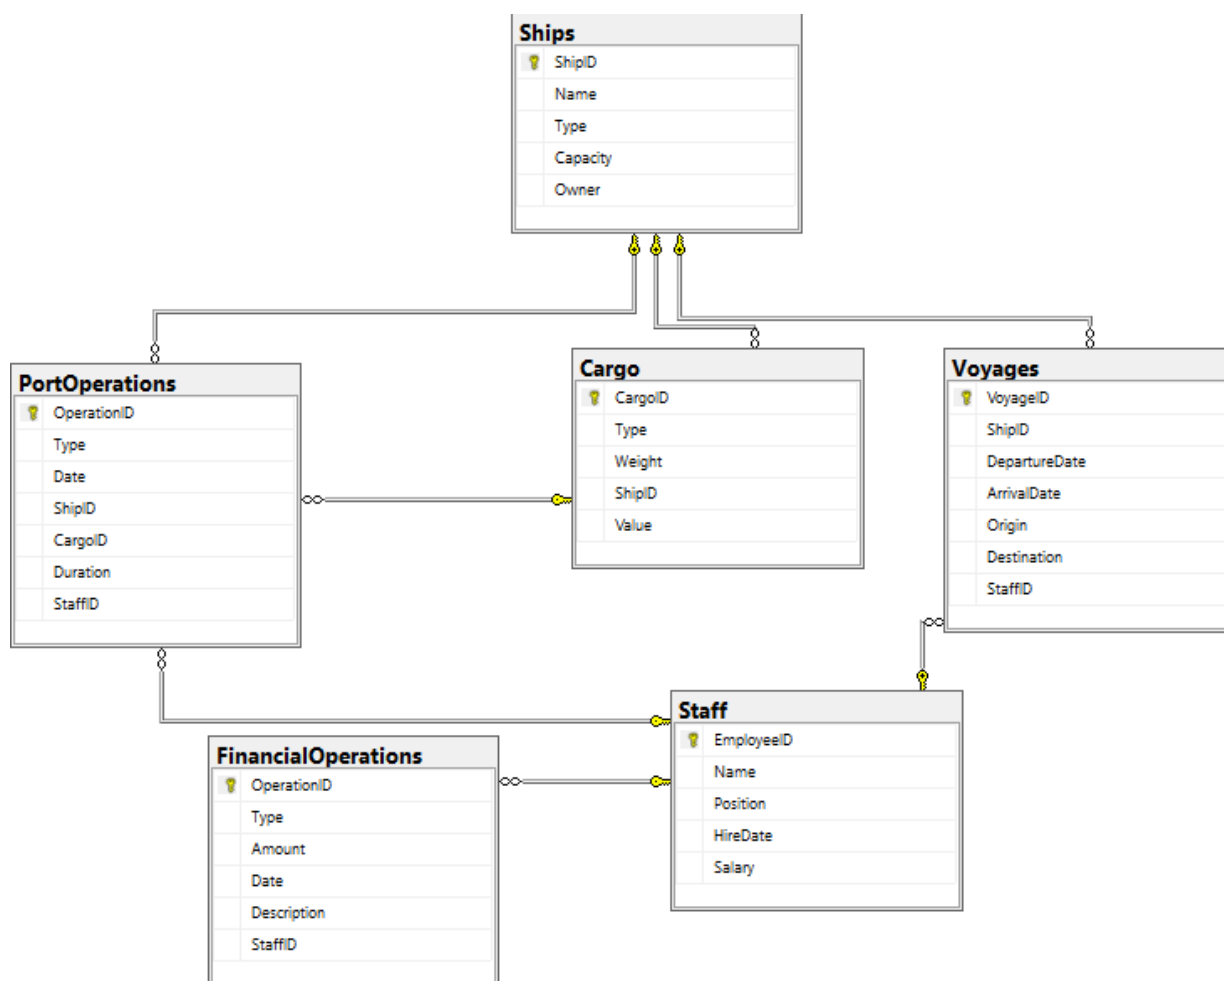 Ships
ShipID
Name
Type
Capacity
Owner
PortOperations
OperationID
Type
Date
ShipID
CargoID
Duration
StaffID
Cargo
CargoID
Type
Weight
ShipID
Value
Voyages
VoyageID
ShipID
DepartureDate
ArrivalDate
Origin
Destination
StaffID
FinancialOperations
OperationID
Type
Amount
Date
Description
StaffID
Staff
EmployeeID
Name
Position
HireDate
Salary